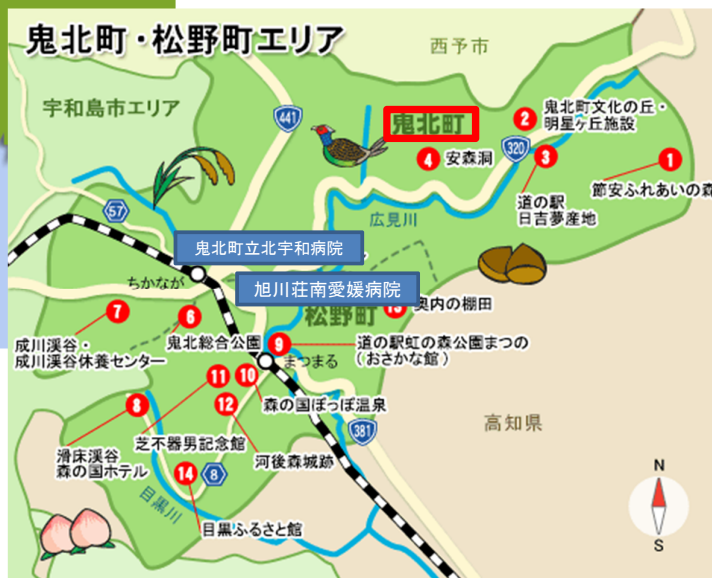 鬼北町・松野町エリア
西予市
宇和島市エリア
441
鬼北町
2
鬼北町文化の丘・
明星ヶ丘施設
320
4
安森洞
3
1
節安ふれあいの森
道の駅
日吉夢産地
57
広見川
鬼北町立北宇和病院
ちかなが
旭川荘南愛媛病院
奥内の棚田
松野町
7
6
成川渓谷・
成川渓谷休養センター
鬼北総合公園
9
道の駅虹の森公園まつの
(おさかな館)
まつまる
11
10
森の国ぽっぽ温泉
8
12
381
高知県
芝不器男記念館
滑床渓谷
森の国ホテル
河後森城跡
14
8
目黒川
目黒ふるさと館
N
S